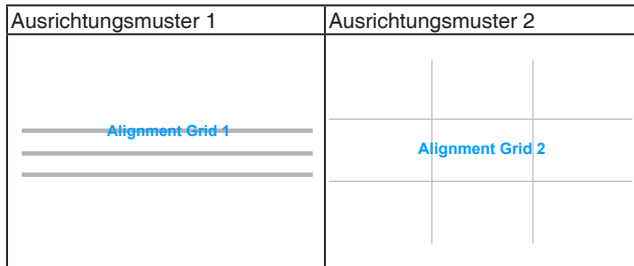 Ausrichtungsmuster 1
Ausrichtungsmuster 2
Alignment Grid 1
Alignment Grid 2